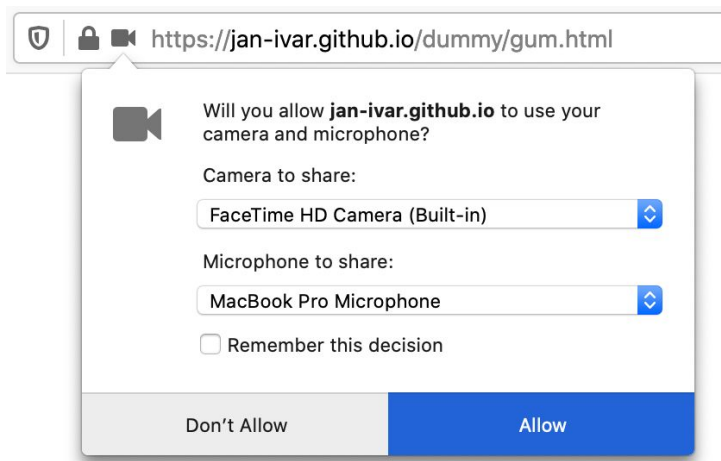 https://jan-ivar.github.io/dummy/gum.html
Will you allow jan-ivar.github.io to use your
camera and microphone?
Camera to share:
FaceTime HD Camera (Built-in)
Microphone to share:
MacBook Pro Microphone
Remember this decision
Don’t Allow
Allow